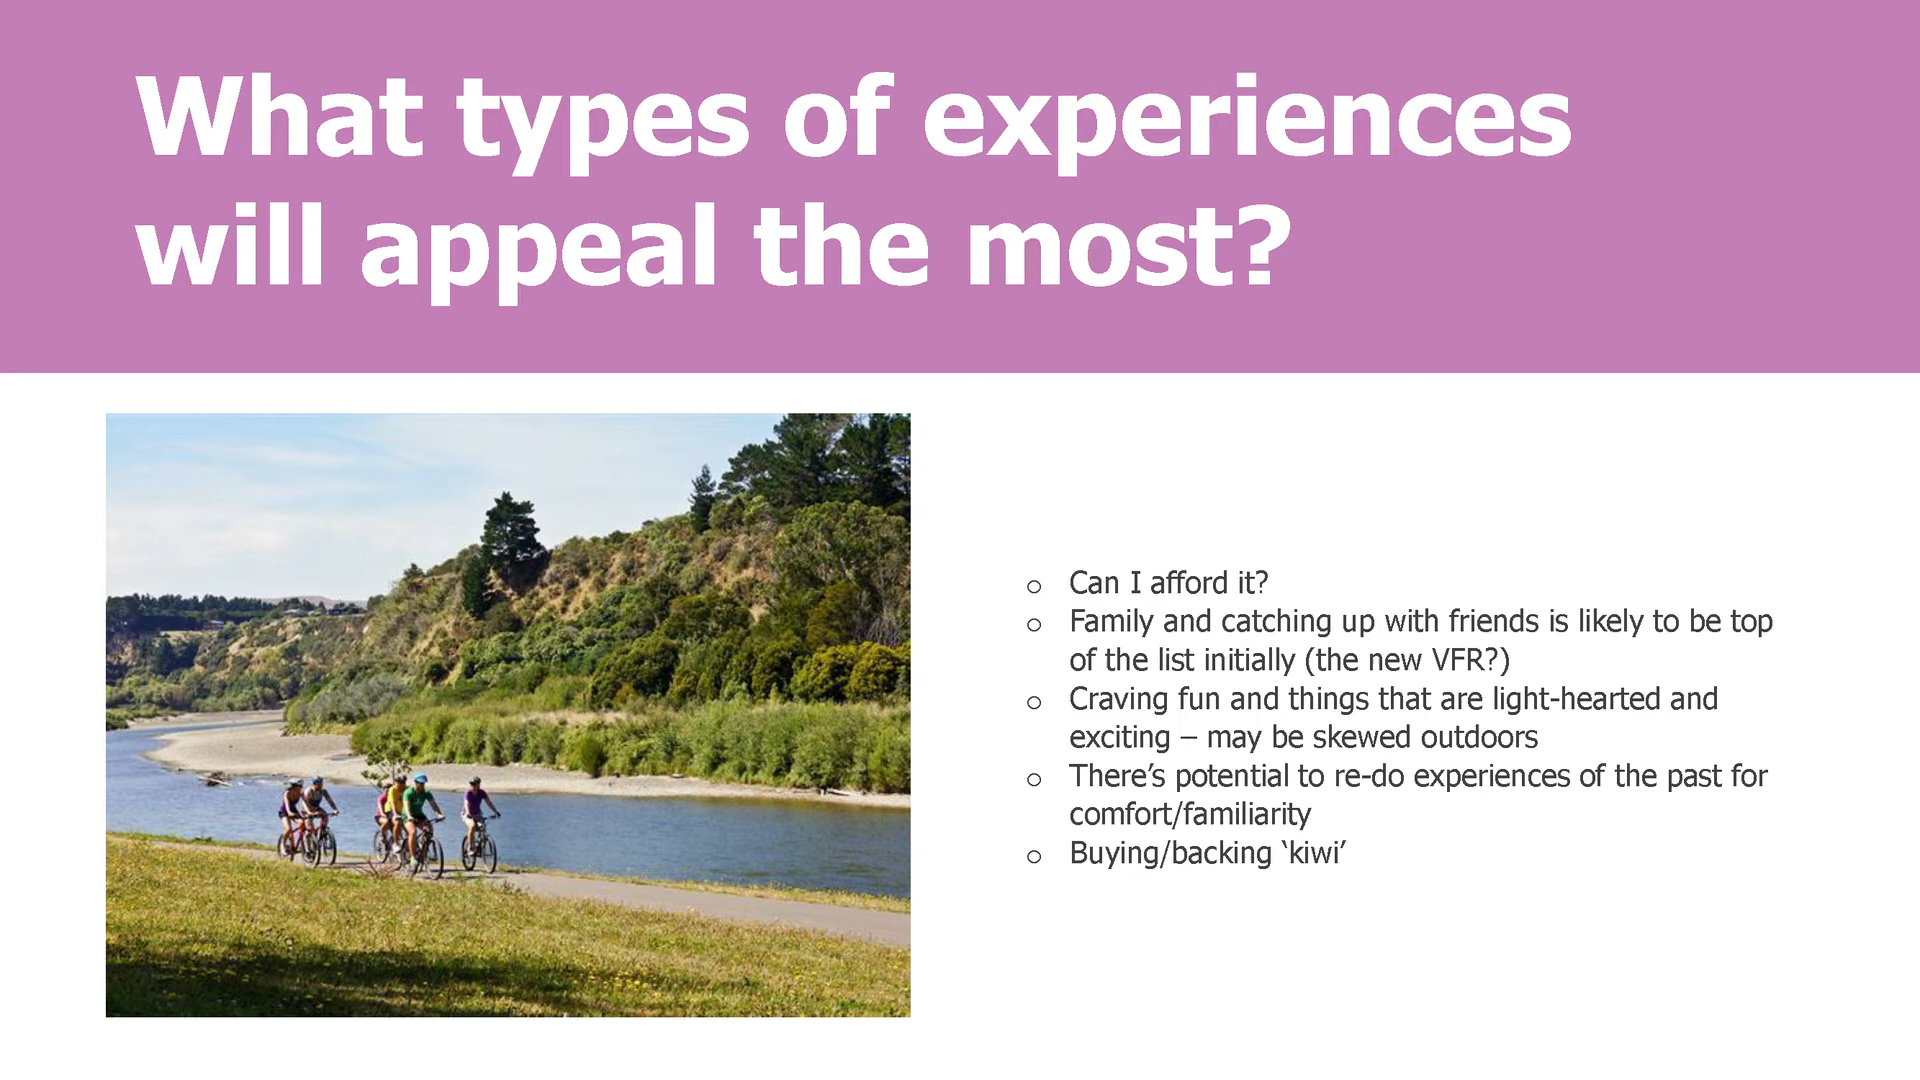 What types of experiences
will appeal the most?
o Can I afford it?
o Family and catching up with friends is likely to be top
of the list initially (the new VFR?)
o Craving fun and things that are light-hearted and
exciting – may be skewed outdoors
o There’s potential to re-do experiences of the past for
comfort/familiarity
o Buying/backing ‘kiwi’